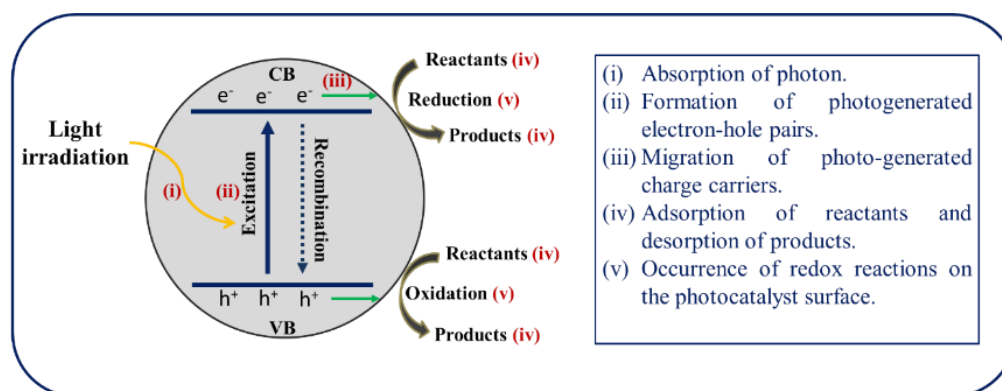 CB
(iii)
e⁻ e⁻ e⁻
Light
irradiation
(i)
(ii)
Excitation
Recombination
h⁺ h⁺ h⁺
VB
Reactants (iv)
Reduction (v)
Products (iv)
Reactants (iv)
Oxidation (v)
Products (iv)
(i) Absorption of photon.
(ii) Formation of photogenerated
electron-hole pairs.
(iii) Migration of photo-generated
charge carriers.
(iv) Adsorption of reactants and
desorption of products.
(v) Occurrence of redox reactions on
the photocatalyst surface.